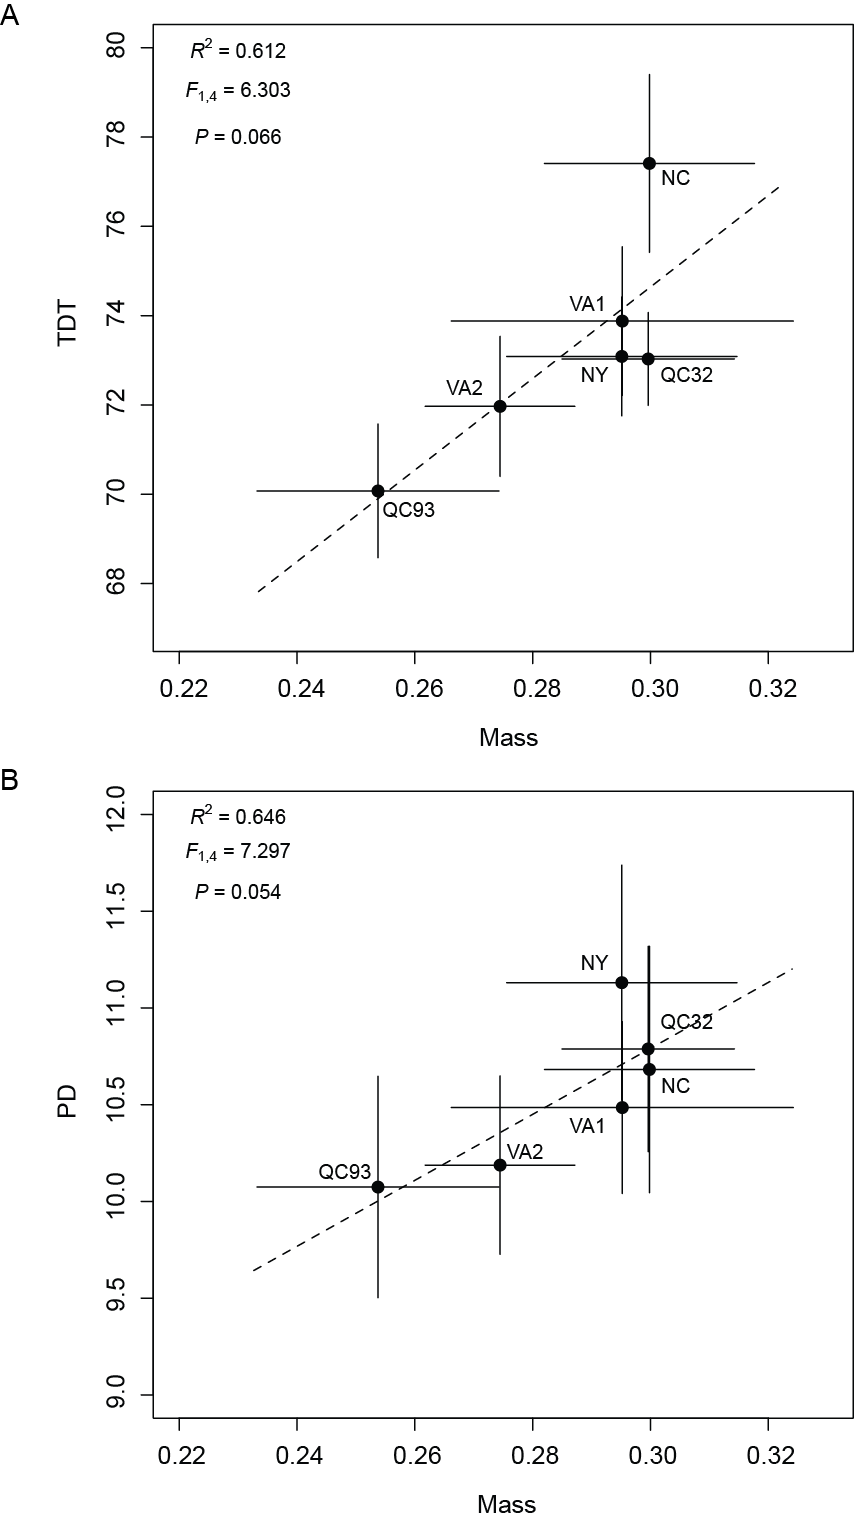 A
R² = 0.612
F₁,₄ = 6.303
P = 0.066
80
78
76
74
72
70
68
TDT
NC
VA1
NY
QC32
VA2
QC93
0.22 0.24 0.26 0.28 0.30 0.32
Mass
B
R² = 0.646
F₁,₄ = 7.297
P = 0.054
12.0
11.5
11.0
10.5
10.0
9.5
9.0
PD
NY
QC32
NC
VA1
VA2
QC93
0.22 0.24 0.26 0.28 0.30 0.32
Mass